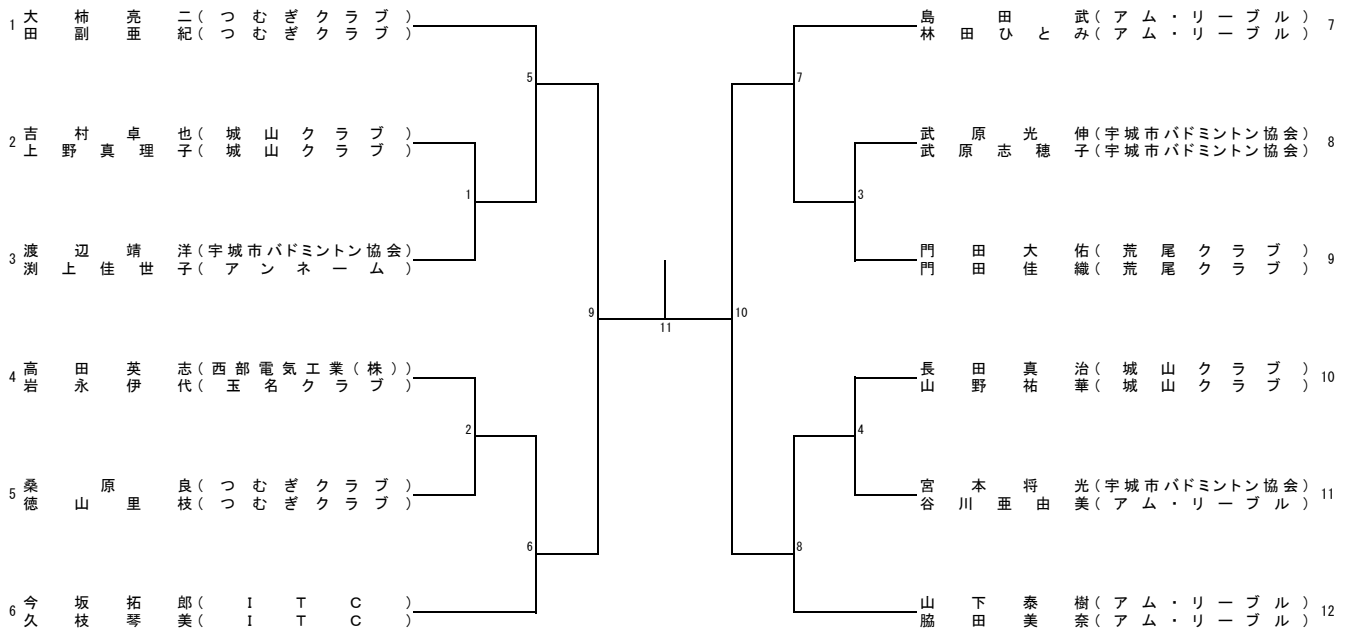 1 大柿亮二(つむぎクラブ)
田副亜紀(つむぎクラブ)
2 吉村卓也(城山クラブ)
上野真理子(城山クラブ)
3 渡辺靖洋(宇城市バドミントン協会)
渕上佳世子(アンネーム)
4 高田英志(西部電気工業(株))
岩永伊代(玉名クラブ)
5 桑原良(つむぎクラブ)
徳山里枝(つむぎクラブ)
6 今坂拓郎(ITC)
久枝琴美(ITC)
5
1
9
2
6
11
7
3
10
4
8
島田武(アム・リーブル) 7
林田ひとみ(アム・リーブル)
武原光伸(宇城市バドミントン協会) 8
武原志穂子(宇城市バドミントン協会)
門田大佑(荒尾クラブ) 9
門田佳織(荒尾クラブ)
長田真治(城山クラブ) 10
山野祐華(城山クラブ)
宮本将光(宇城市バドミントン協会) 11
谷川亜由美(アム・リーブル)
山下泰樹(アム・リーブル) 12
脇田美奈(アム・リーブル)